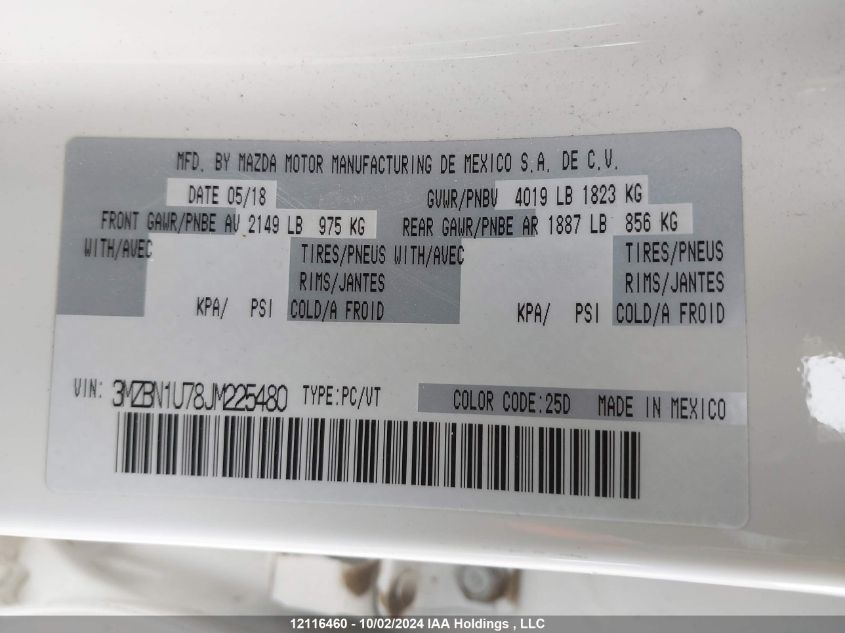 MFD. BY MAZDA MOTOR MANUFACTURING DE MEXICO S.A. DE C.V.
DATE 05/18 GVWR/PNBV 4019 LB 1823 KG
FRONT GAWR/PNBE AV 2149 LB 975 KG REAR GAWR/PNBE AR 1887 LB 856 KG
WITH/AVEC TIRES/PNEUS WITH/AVEC TIRES/PNEUS
RIMS/JANTES RIMS/JANTES
KPA/ PSI COLD/A FROID KPA/ PSI COLD/A FROID
VIN: 3MZBN1U78JM225480 TYPE:PC/VT COLOR CODE:25D MADE IN MEXICO
12116460 - 10/02/2024 IAA Holdings , LLC